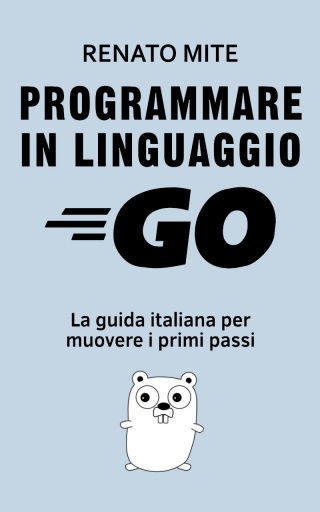 RENATO MITE
PROGRAMMARE
IN LINGUAGGIO
GO
La guida italiana per
muovere i primi passi